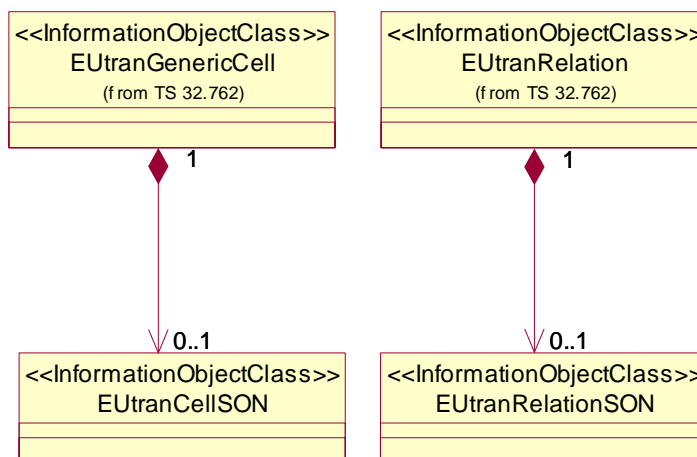 <<InformationObjectClass>>
EUtranGenericCell
(from TS 32.762)
1
0..1
<<InformationObjectClass>>
EUtranCellSON
<<InformationObjectClass>>
EUtranRelation
(from TS 32.762)
1
0..1
<<InformationObjectClass>>
EUtranRelationSON